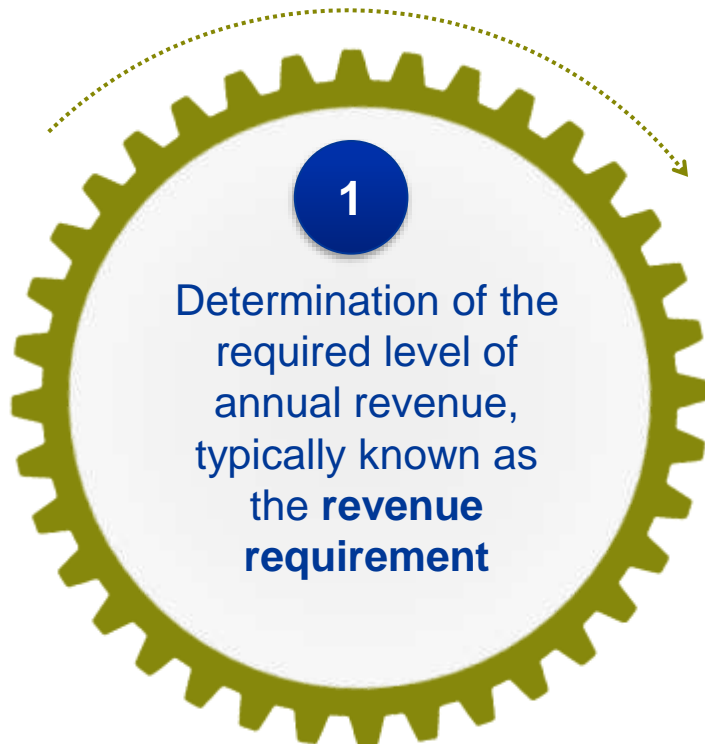 1
Determination of the
required level of
annual revenue,
typically known as
the revenue
requirement